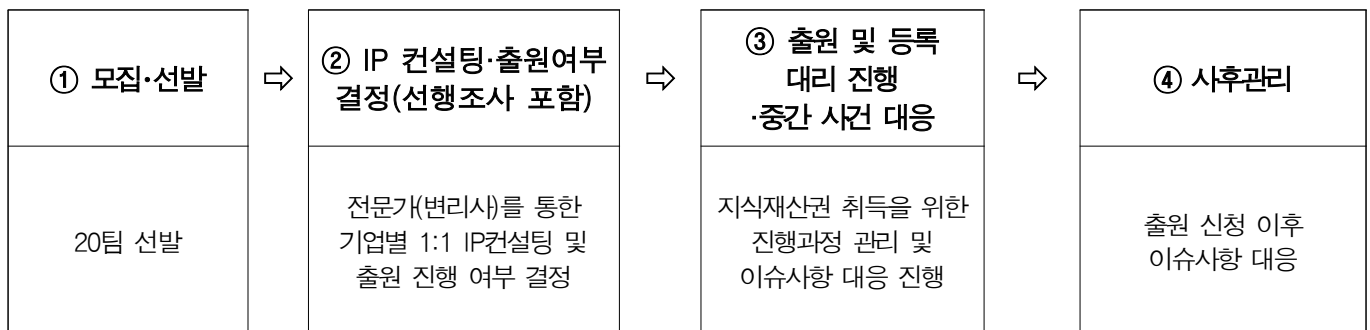 ① 모집·선발
⇨
② IP 컨설팅·출원여부
결정(선행조사 포함)
⇨
③ 출원 및 등록
대리 진행
·중간 사건 대응
⇨
④ 사후관리
20팀 선발
전문가(변리사)를 통한
기업별 1:1 IP컨설팅 및
출원 진행 여부 결정
지식재산권 취득을 위한
진행과정 관리 및
이슈사항 대응 진행
출원 신청 이후
이슈사항 대응